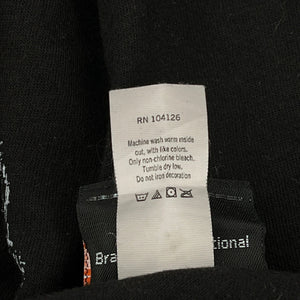 RN 104126
Machine wash warm inside
out, with like colors.
Only non-chlorine bleach.
Tumble dry low.
Do not iron decoration
Bra tional